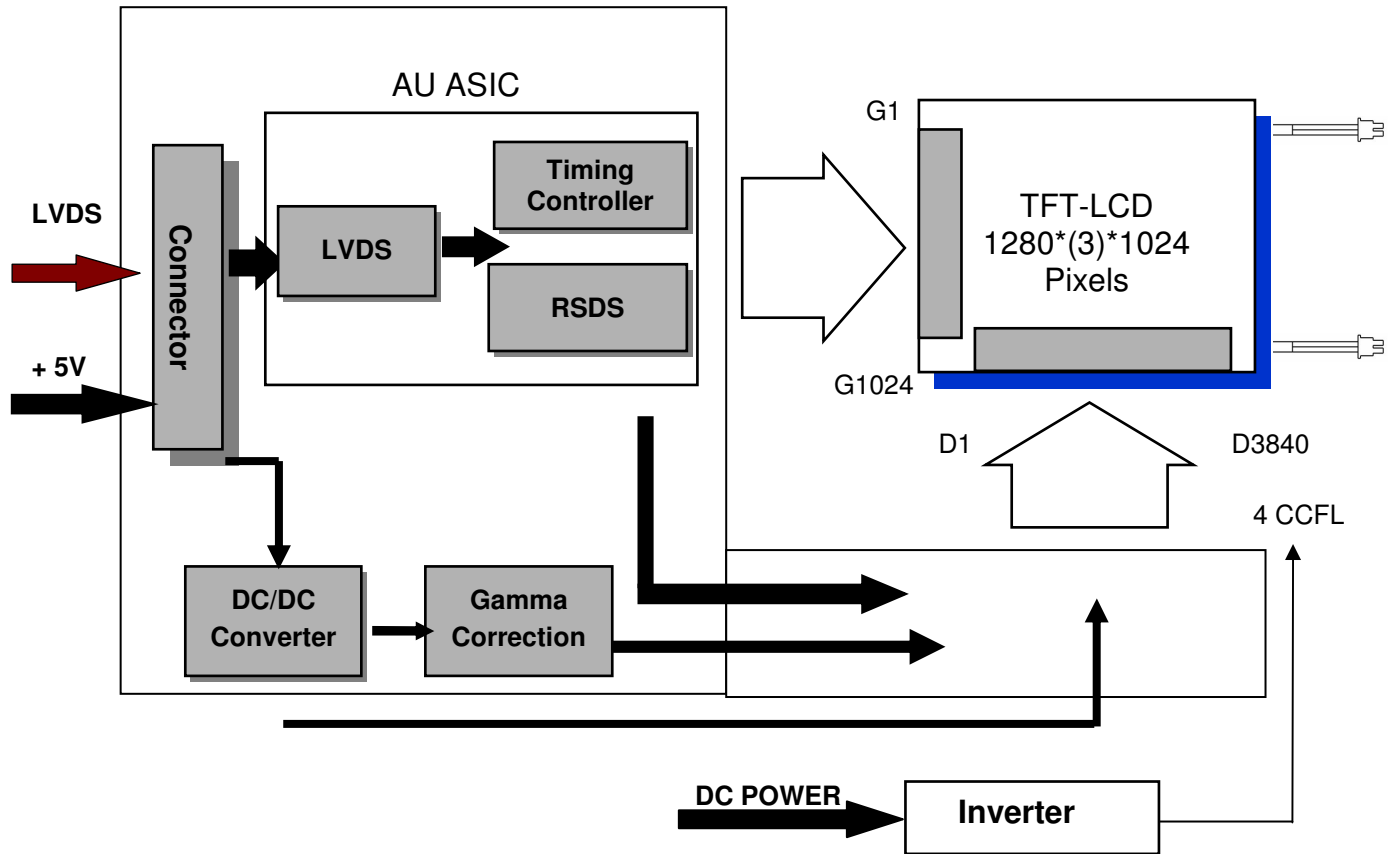 AU ASIC
G1
Timing
Controller
TFT-LCD
1280*(3)*1024
Pixels
LVDS
Connector
LVDS
RSDS
+ 5V
G1024
D1
D3840
4 CCFL
DC/DC
Converter
Gamma
Correction
DC POWER
Inverter